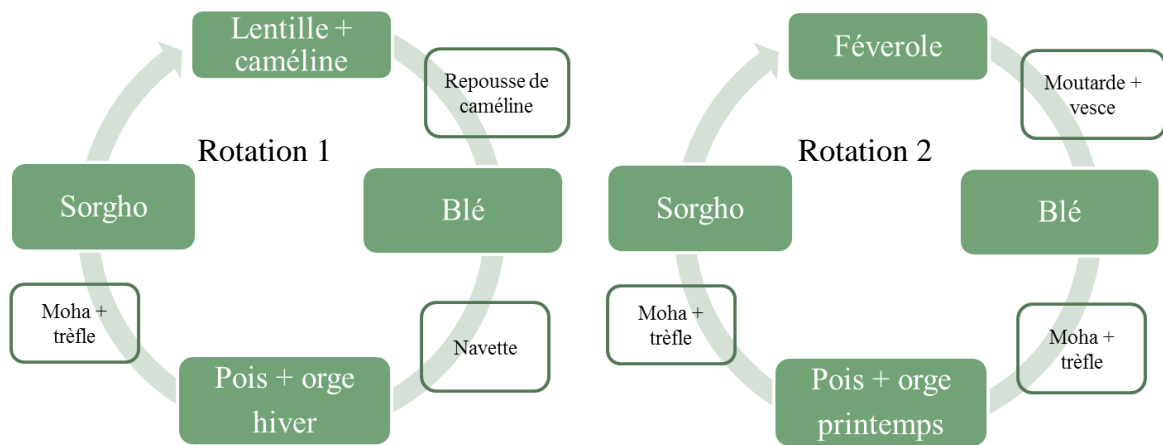 Lentille +
caméline
Repousse de
caméline
Rotation 1
Sorgho
Blé
Moha +
trèfle
Navette
Pois + orge
hiver
Féverole
Moutarde +
vesce
Rotation 2
Sorgho
Blé
Moha +
trèfle
Moha +
trèfle
Pois + orge
printemps